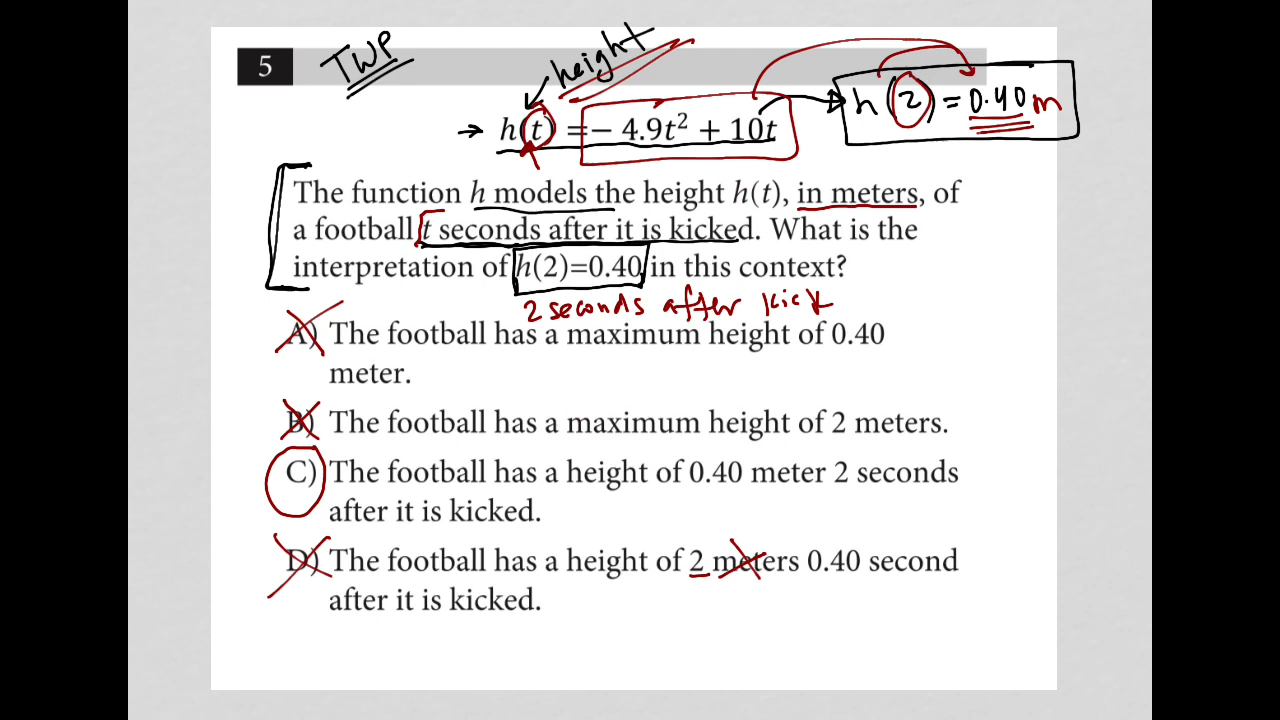 5
TWP
height
h(t) = − 4.9t² + 10t
h(2) = 0.40 m
The function h models the height h(t), in meters, of
a football t seconds after it is kicked. What is the
interpretation of h(2)=0.40 in this context?
2 seconds after kick
A) The football has a maximum height of 0.40
meter.
B) The football has a maximum height of 2 meters.
C) The football has a height of 0.40 meter 2 seconds
after it is kicked.
D) The football has a height of 2 meters 0.40 second
after it is kicked.